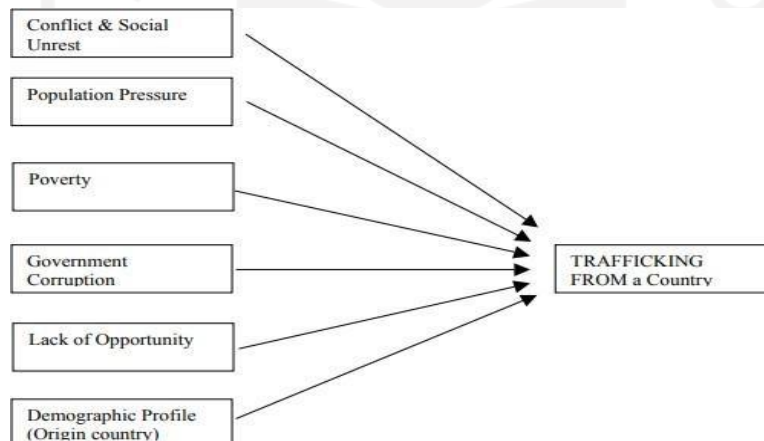 Conflict & Social
Unrest
Population Pressure
Poverty
Government
Corruption
Lack of Opportunity
Demographic Profile
(Origin country)
TRAFFICKING
FROM a Country